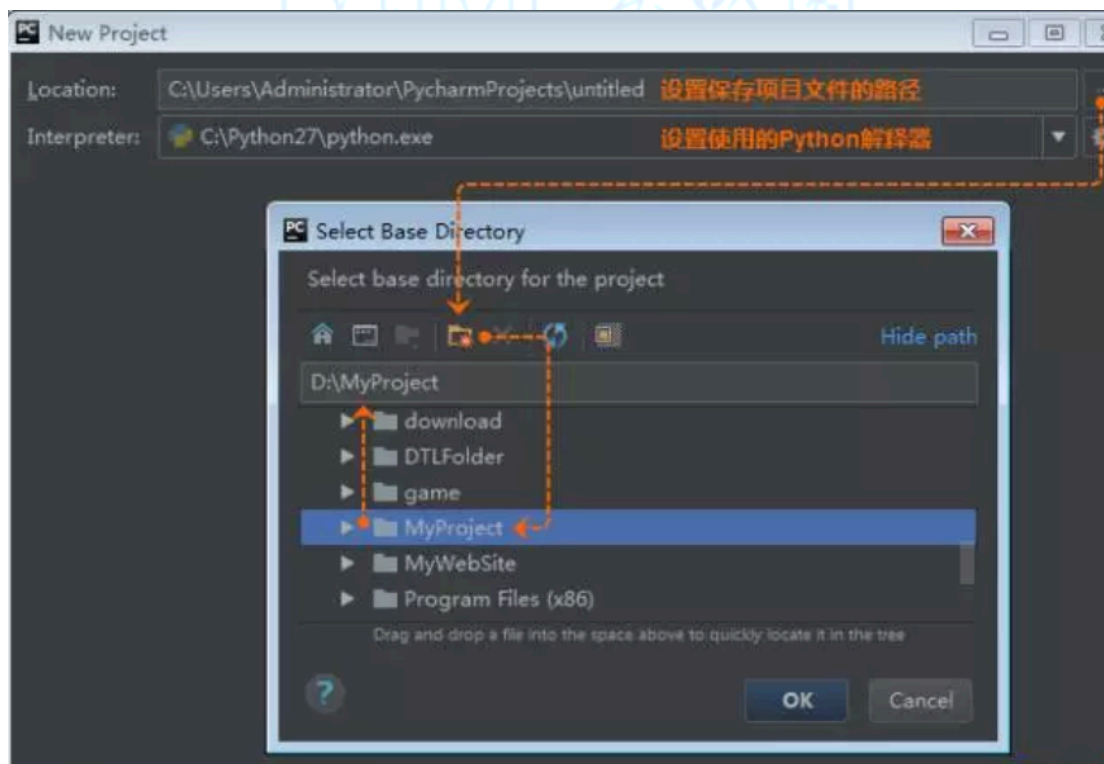 New Project
Location: C:\Users\Administrator\PycharmProjects\untitled 设置保存项目文件的路径
Interpreter: C:\Python27\python.exe 设置使用的Python解释器
Select Base Directory
Select base directory for the project
Hide path
D:\MyProject
download
DTLFolder
game
MyProject
MyWebSite
Program Files (x86)
Drag and drop a file into the space above to quickly locate it in the tree
? OK Cancel